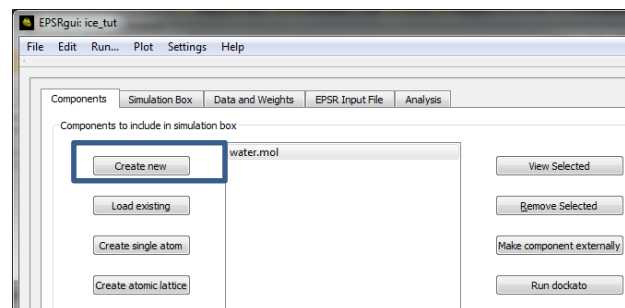 EPSRgui: ice_tut
File Edit Run... Plot Settings Help
Components Simulation Box Data and Weights EPSR Input File Analysis
Components to include in simulation box
Create new water.mol View Selected
Load existing Remove Selected
Create single atom Make component externally
Create atomic lattice Run dockato